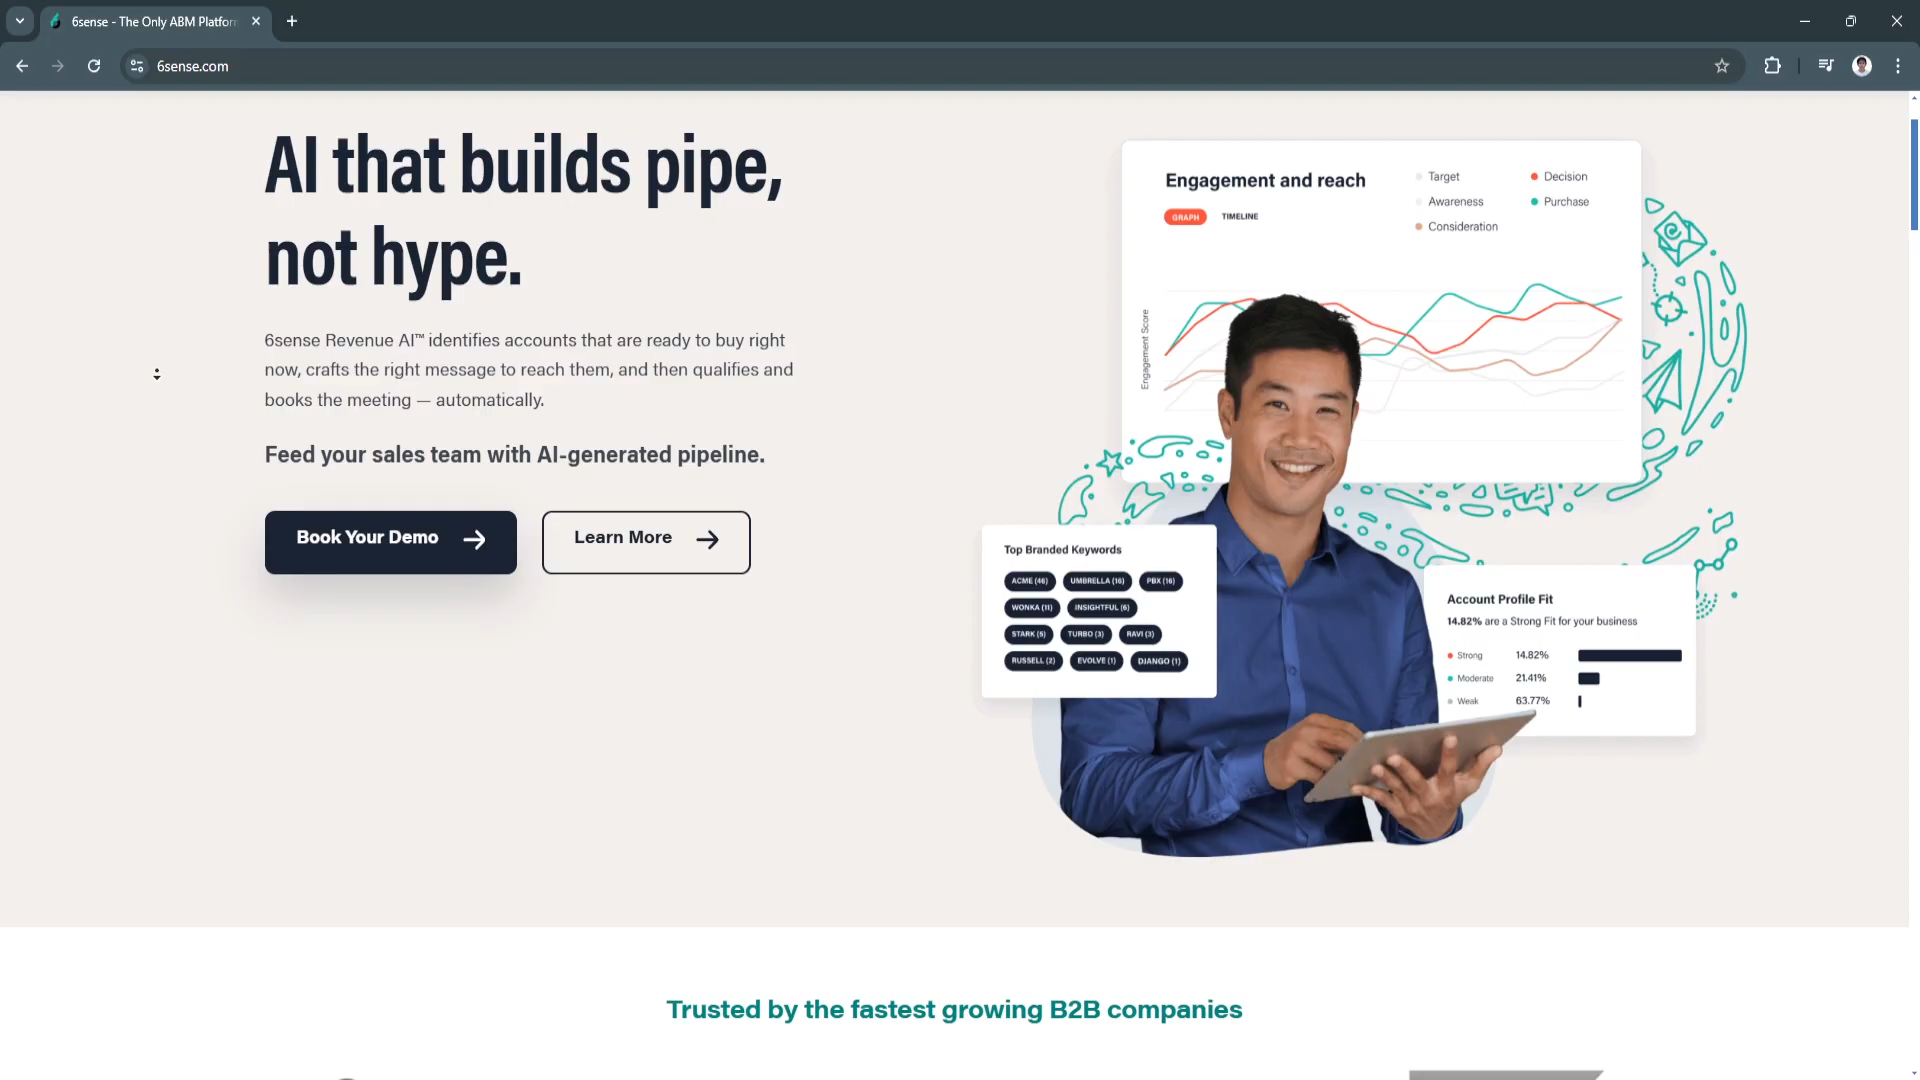 6sense - The Only ABM Platform
6sense.com
AI that builds pipe,
not hype.
6sense Revenue AI™ identifies accounts that are ready to buy right
now, crafts the right message to reach them, and then qualifies and
books the meeting — automatically.
Feed your sales team with AI-generated pipeline.
Book Your Demo
Learn More
Engagement and reach
GRAPH
TIMELINE
Target
Decision
Awareness
Purchase
Consideration
Engagement Score
Top Branded Keywords
ACME (46) UMBRELLA (16) PBX (16)
WONKA (11) INSIGHTFUL (6)
STARK (5) TURBO (3) RAVI (3)
RUSSELL (2) EVOLVE (1) DJANGO (1)
Account Profile Fit
14.82% are a Strong Fit for your business
Strong 14.82%
Moderate 21.41%
Weak 63.77%
Trusted by the fastest growing B2B companies